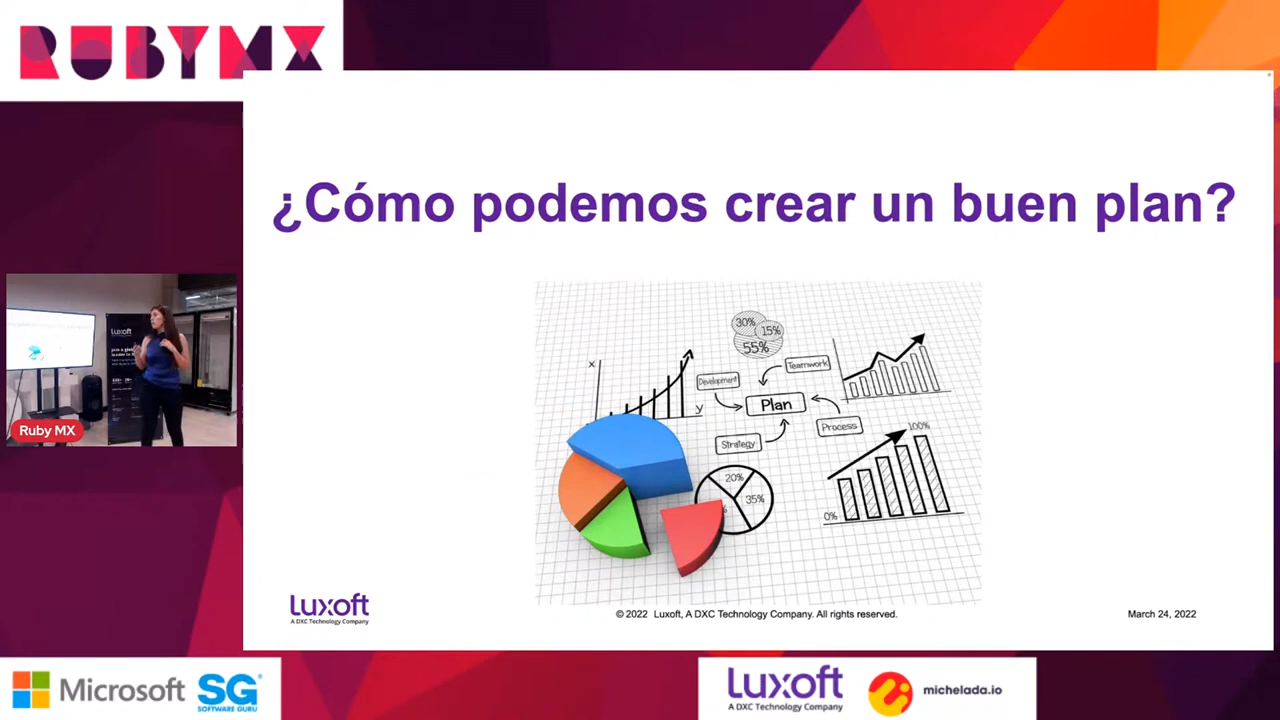 RUBYMX
¿Cómo podemos crear un buen plan?
30%
15%
55%
x
y
Development
Teamwork
Plan
Strategy
Process
20%
35%
%
0%
100%
Luxoft
Ruby MX
Luxoft
A DXC Technology Company
© 2022 Luxoft, A DXC Technology Company. All rights reserved.
March 24, 2022
Microsoft
SG
SOFTWARE GURU
Luxoft
A DXC Technology Company
michelada.io